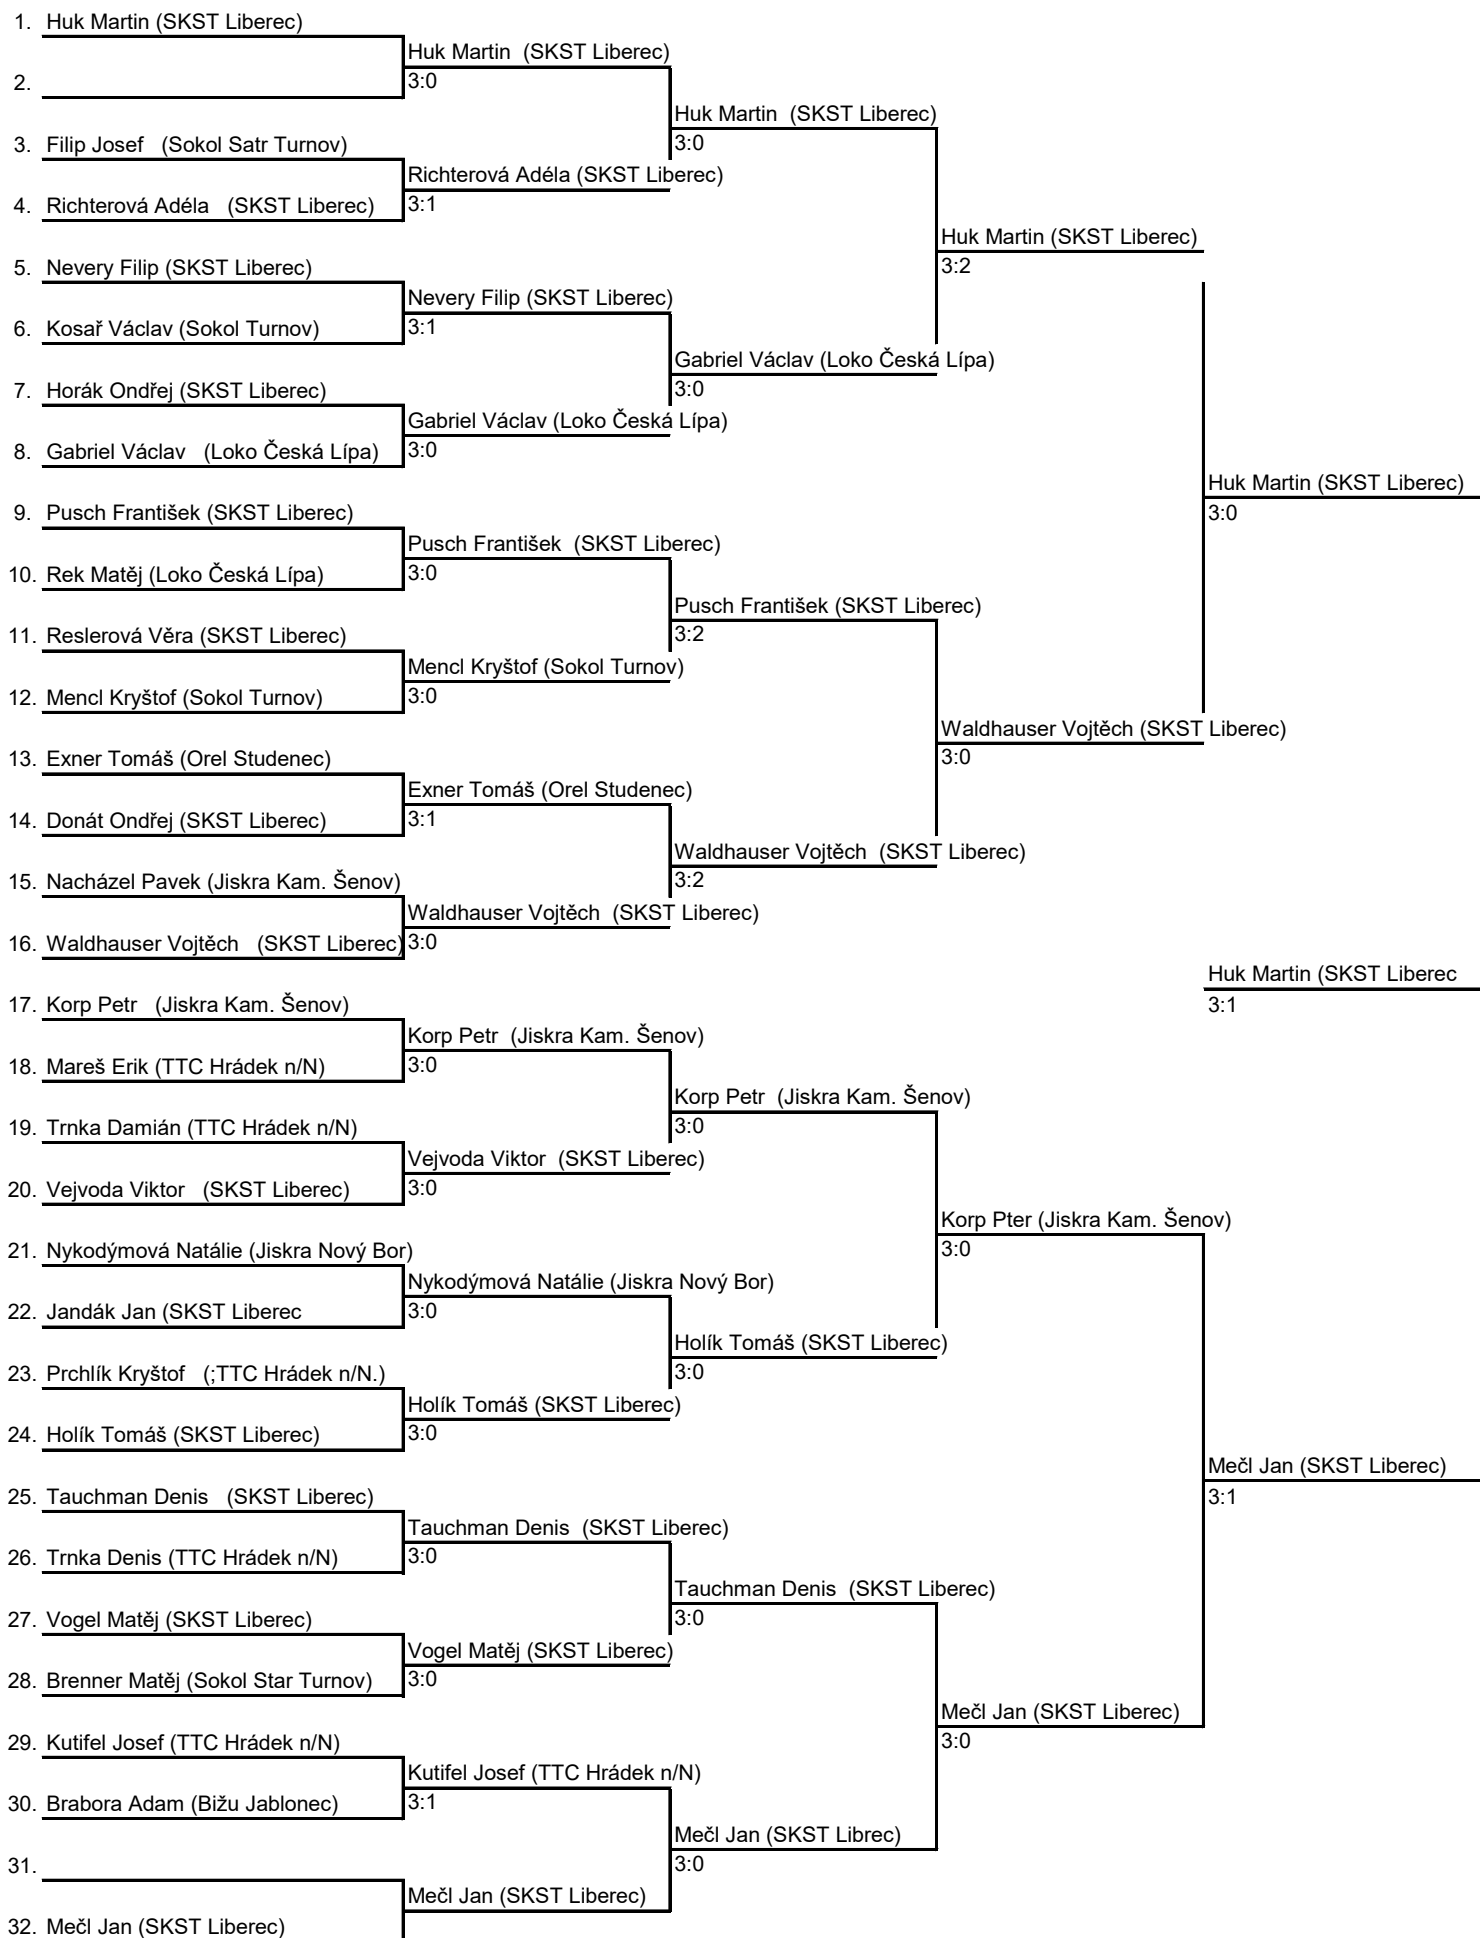 1. Huk Martin (SKST Liberec)
Huk Martin (SKST Liberec)
2.
3:0
Huk Martin (SKST Liberec)
3. Filip Josef (Sokol Satr Turnov)
3:0
Richterová Adéla (SKST Liberec)
4. Richterová Adéla (SKST Liberec)
3:1
Huk Martin (SKST Liberec)
5. Nevery Filip (SKST Liberec)
3:2
Nevery Filip (SKST Liberec)
6. Kosař Václav (Sokol Turnov)
3:1
Gabriel Václav (Loko Česká Lípa)
7. Horák Ondřej (SKST Liberec)
3:0
Gabriel Václav (Loko Česká Lípa)
8. Gabriel Václav (Loko Česká Lípa)
3:0
Huk Martin (SKST Liberec)
9. Pusch František (SKST Liberec)
3:0
Pusch František (SKST Liberec)
10. Rek Matěj (Loko Česká Lípa)
3:0
Pusch František (SKST Liberec)
11. Reslerová Věra (SKST Liberec)
3:2
Mencl Kryštof (Sokol Turnov)
12. Mencl Kryštof (Sokol Turnov)
3:0
Waldhauser Vojtěch (SKST Liberec)
13. Exner Tomáš (Orel Studenec)
3:0
Exner Tomáš (Orel Studenec)
14. Donát Ondřej (SKST Liberec)
3:1
Waldhauser Vojtěch (SKST Liberec)
15. Nacházel Pavek (Jiskra Kam. Šenov)
3:2
Waldhauser Vojtěch (SKST Liberec)
16. Waldhauser Vojtěch (SKST Liberec)
3:0
Huk Martin (SKST Liberec
17. Korp Petr (Jiskra Kam. Šenov)
3:1
Korp Petr (Jiskra Kam. Šenov)
18. Mareš Erik (TTC Hrádek n/N)
3:0
Korp Petr (Jiskra Kam. Šenov)
19. Trnka Damián (TTC Hrádek n/N)
3:0
Vejvoda Viktor (SKST Liberec)
20. Vejvoda Viktor (SKST Liberec)
3:0
Korp Pter (Jiskra Kam. Šenov)
21. Nykodýmová Natálie (Jiskra Nový Bor)
3:0
Nykodýmová Natálie (Jiskra Nový Bor)
22. Jandák Jan (SKST Liberec
3:0
Holík Tomáš (SKST Liberec)
23. Prchlík Kryštof (;TTC Hrádek n/N.)
3:0
Holík Tomáš (SKST Liberec)
24. Holík Tomáš (SKST Liberec)
3:0
Mečl Jan (SKST Liberec)
25. Tauchman Denis (SKST Liberec)
3:1
Tauchman Denis (SKST Liberec)
26. Trnka Denis (TTC Hrádek n/N)
3:0
Tauchman Denis (SKST Liberec)
27. Vogel Matěj (SKST Liberec)
3:0
Vogel Matěj (SKST Liberec)
28. Brenner Matěj (Sokol Star Turnov)
3:0
Mečl Jan (SKST Liberec)
29. Kutifel Josef (TTC Hrádek n/N)
3:0
Kutifel Josef (TTC Hrádek n/N)
30. Brabora Adam (Bižu Jablonec)
3:1
Mečl Jan (SKST Librec)
31.
3:0
Mečl Jan (SKST Liberec)
32. Mečl Jan (SKST Liberec)